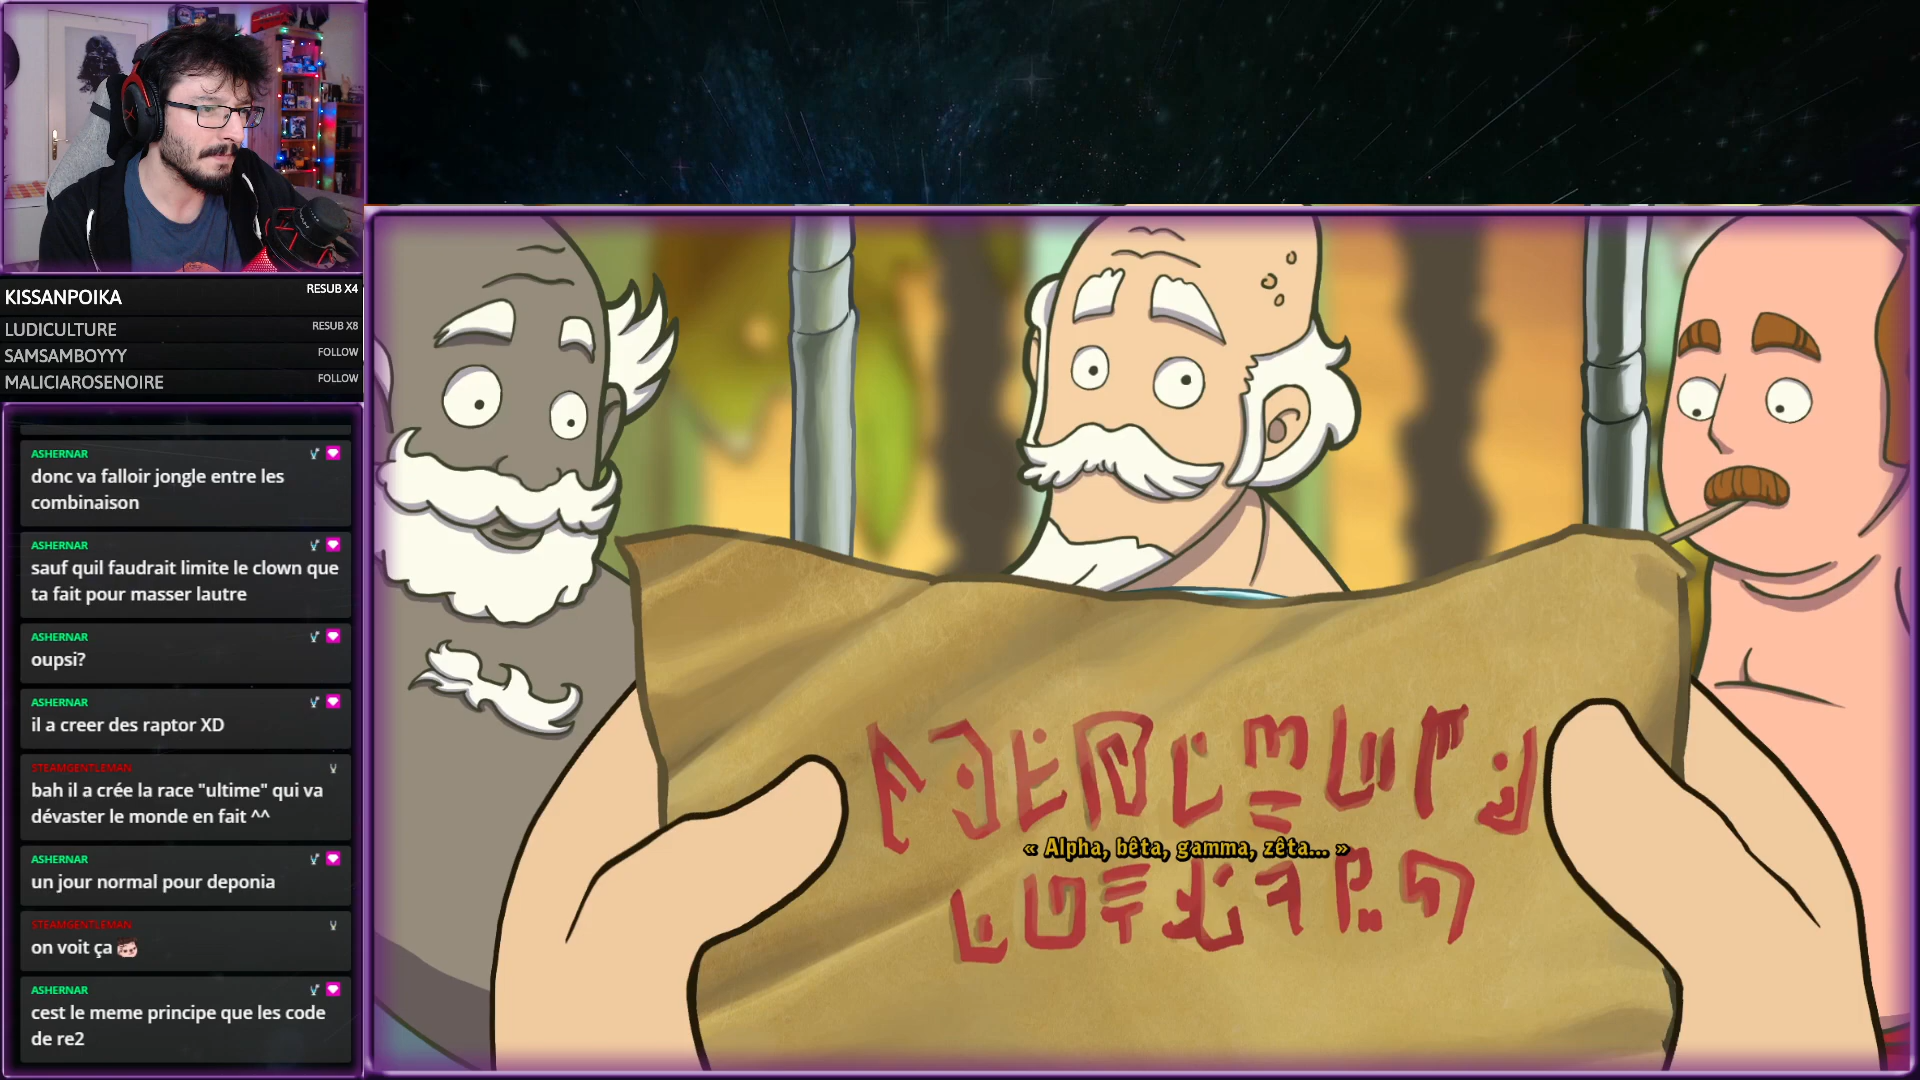 KISSANPOIKA RESUB X4
LUDICULTURE RESUB X8
SAMSAMBOYYY FOLLOW
MALICIAROSENOIRE FOLLOW
ASHERNAR
donc va falloir jongle entre les
combinaison
ASHERNAR
sauf quil faudrait limite le clown que
ta fait pour masser lautre
ASHERNAR
oupsi?
ASHERNAR
il a creer des raptor XD
STEAMGENTLEMAN
bah il a crée la race "ultime" qui va
dévaster le monde en fait ^^
ASHERNAR
un jour normal pour deponia
STEAMGENTLEMAN
on voit ça
ASHERNAR
cest le meme principe que les code
de re2
« Alpha, bêta, gamma, zêta... »